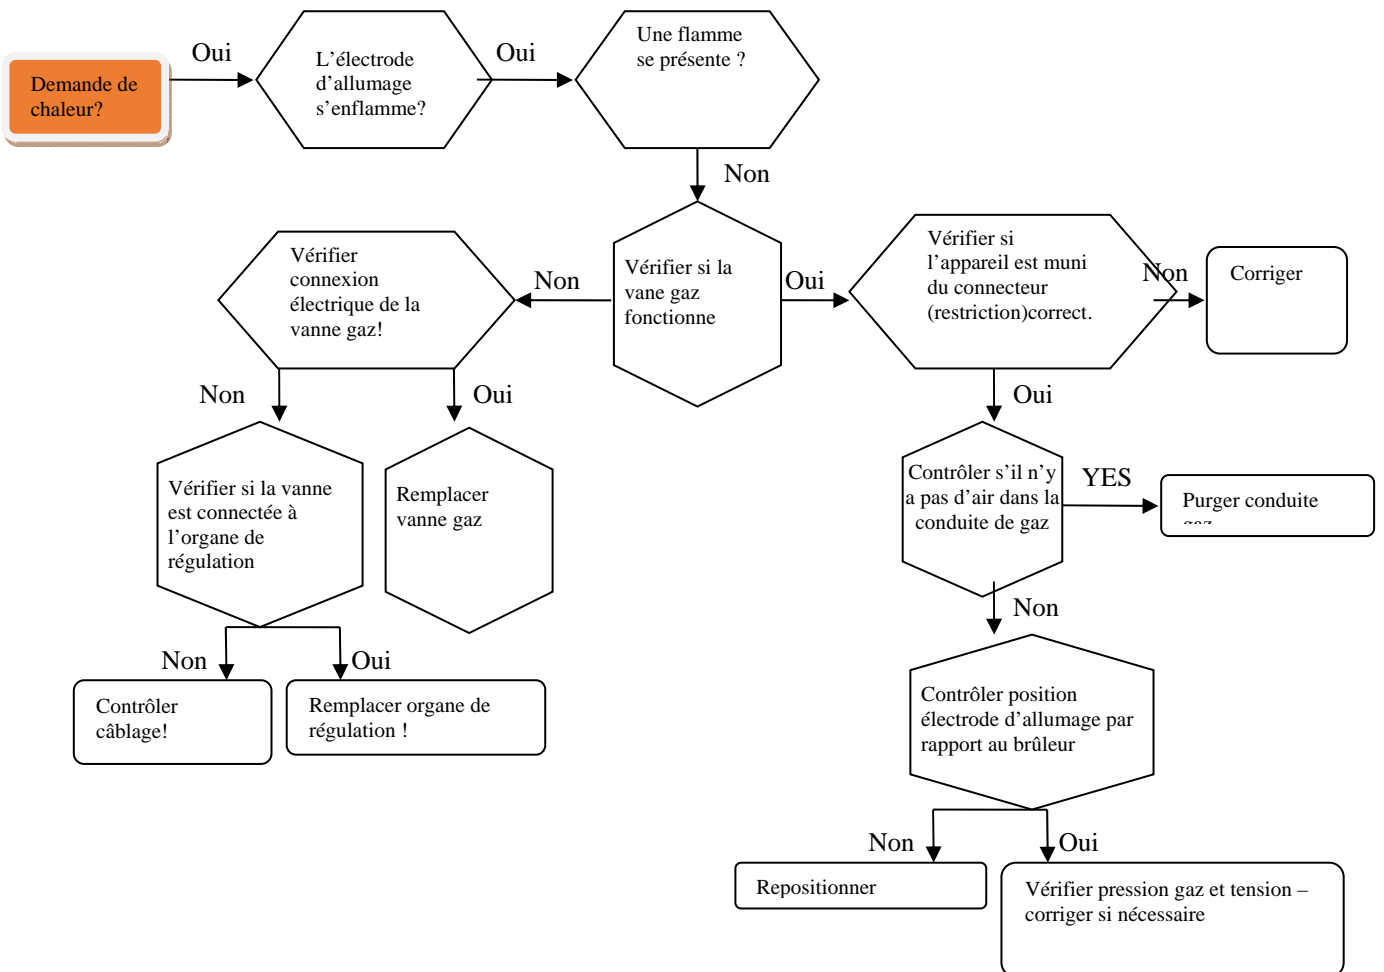 Demande de
chaleur?
Oui
L’électrode
d’allumage
s’enflamme?
Oui
Une flamme
se présente ?
Non
Vérifier si la
vane gaz
fonctionne
Non
Vérifier
connexion
électrique de la
vanne gaz!
Oui
Vérifier si
l’appareil est muni
du connecteur
(restriction)correct.
Non
Corriger
Non
Oui
Oui
Vérifier si la vanne
est connectée à
l’organe de
régulation
Remplacer
vanne gaz
Contrôler s’il n’y
a pas d’air dans la
conduite de gaz
YES
Purger conduite
Non
Non
Oui
Contrôler
câblage!
Remplacer organe de
régulation !
Contrôler position
électrode d’allumage par
rapport au brûleur
Non
Oui
Repositionner
Vérifier pression gaz et tension –
corriger si nécessaire